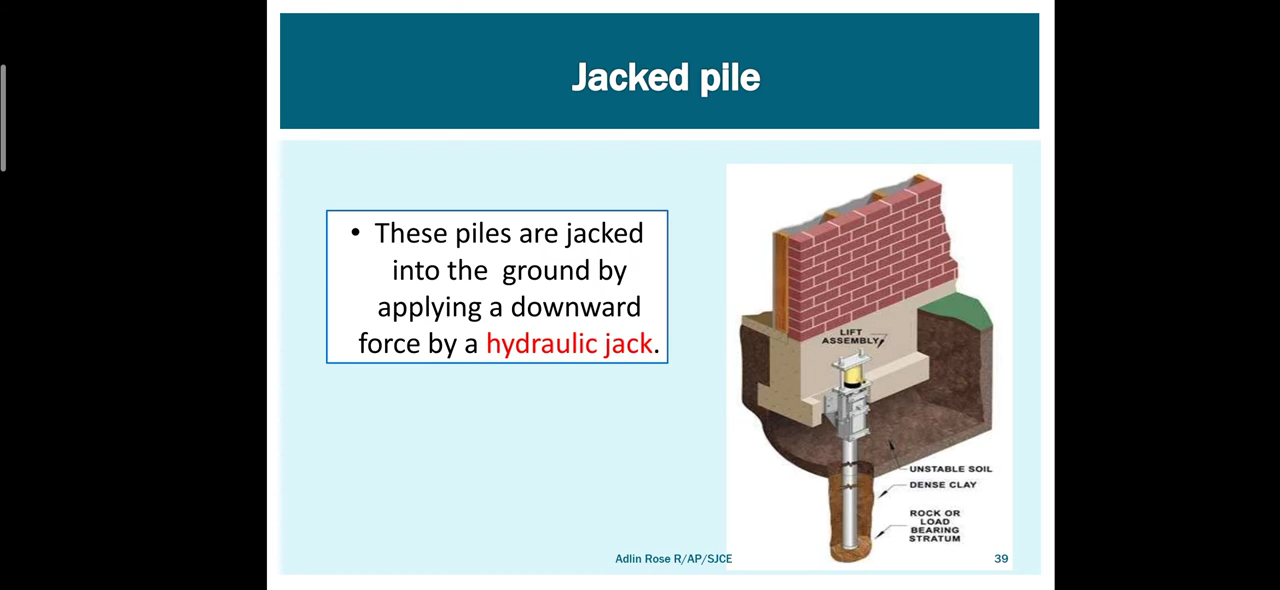 Jacked pile
• These piles are jacked
into the ground by
applying a downward
force by a hydraulic jack.
LIFT
ASSEMBLY
UNSTABLE SOIL
DENSE CLAY
ROCK OR
LOAD
BEARING
STRATUM
Adlin Rose R/AP/SJCE
39